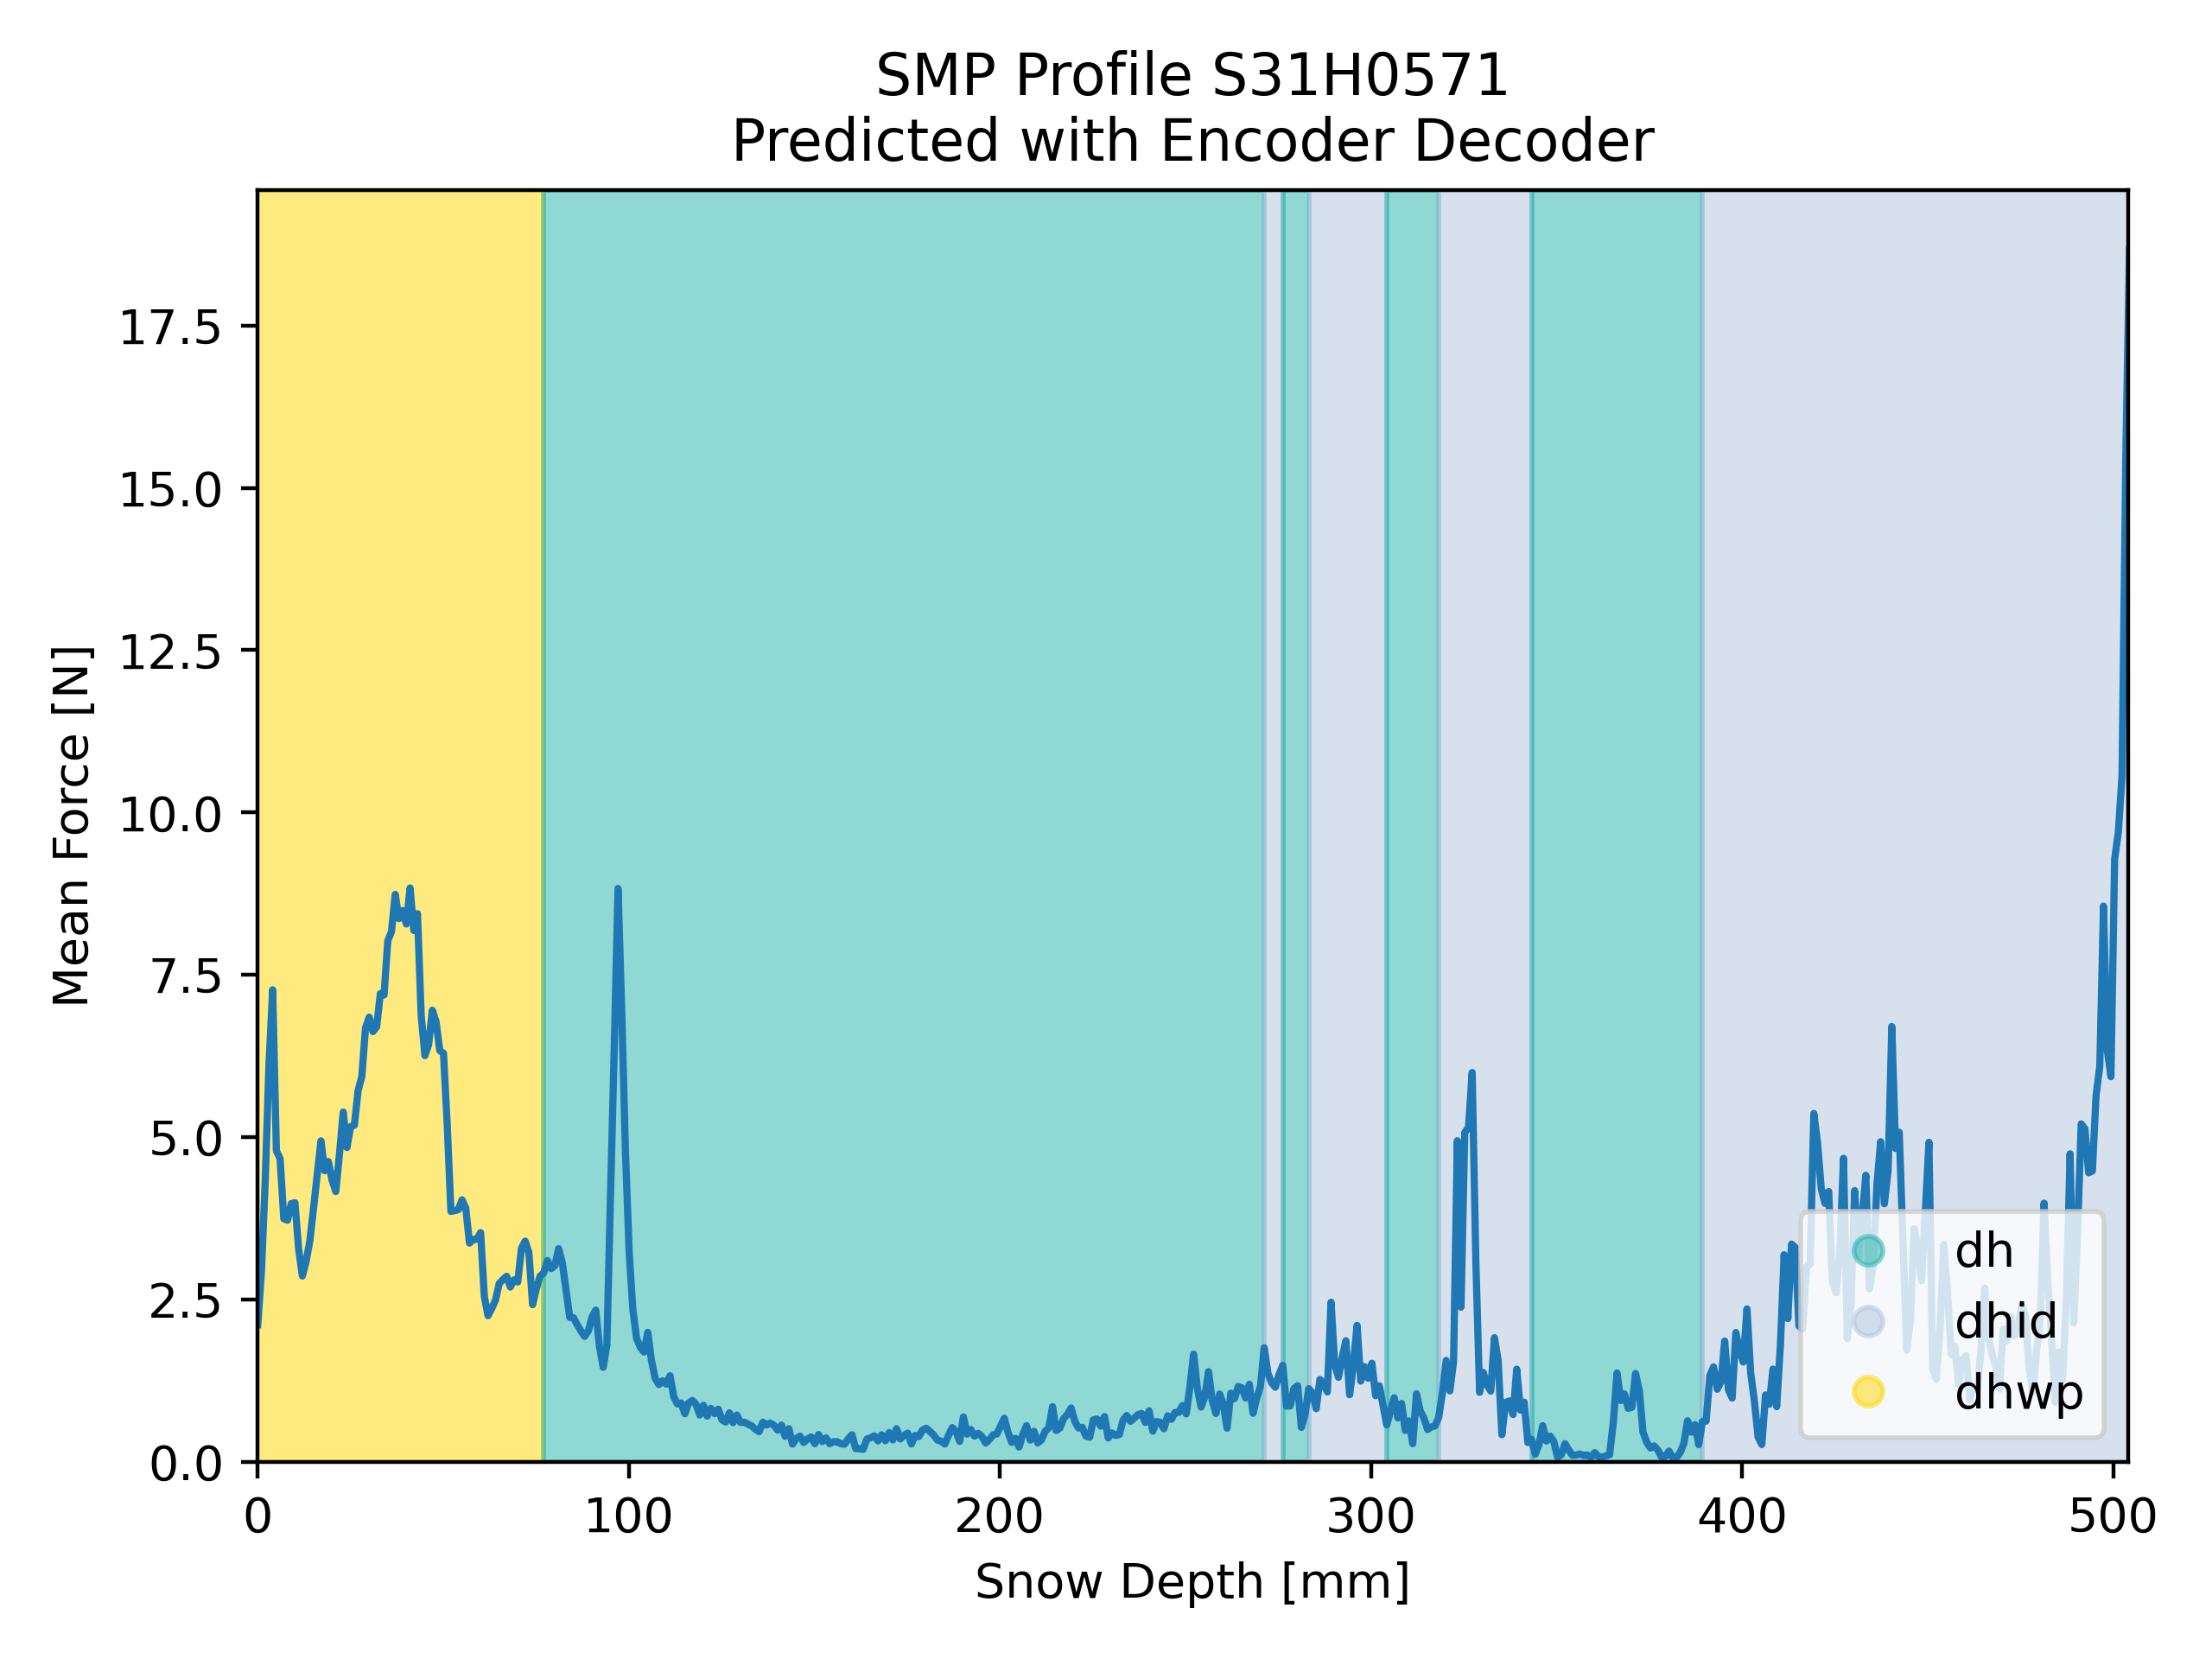 SMP Profile S31H0571
Predicted with Encoder Decoder
Mean Force [N]
17.5
15.0
12.5
10.0
7.5
5.0
2.5
0.0
dh
dhid
dhwp
0 100 200 300 400 500
Snow Depth [mm]